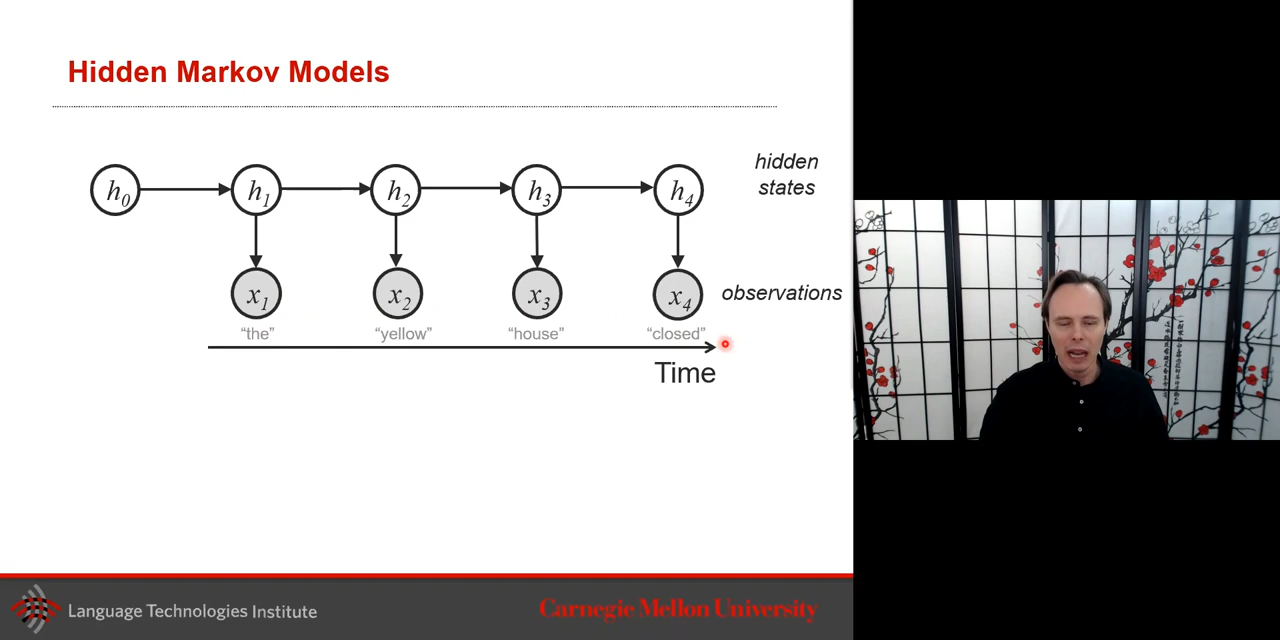 Hidden Markov Models
h0 h1 h2 h3 h4
hidden
states
x1 x2 x3 x4
observations
“the” “yellow” “house” “closed”
Time
Language Technologies Institute
Carnegie Mellon University